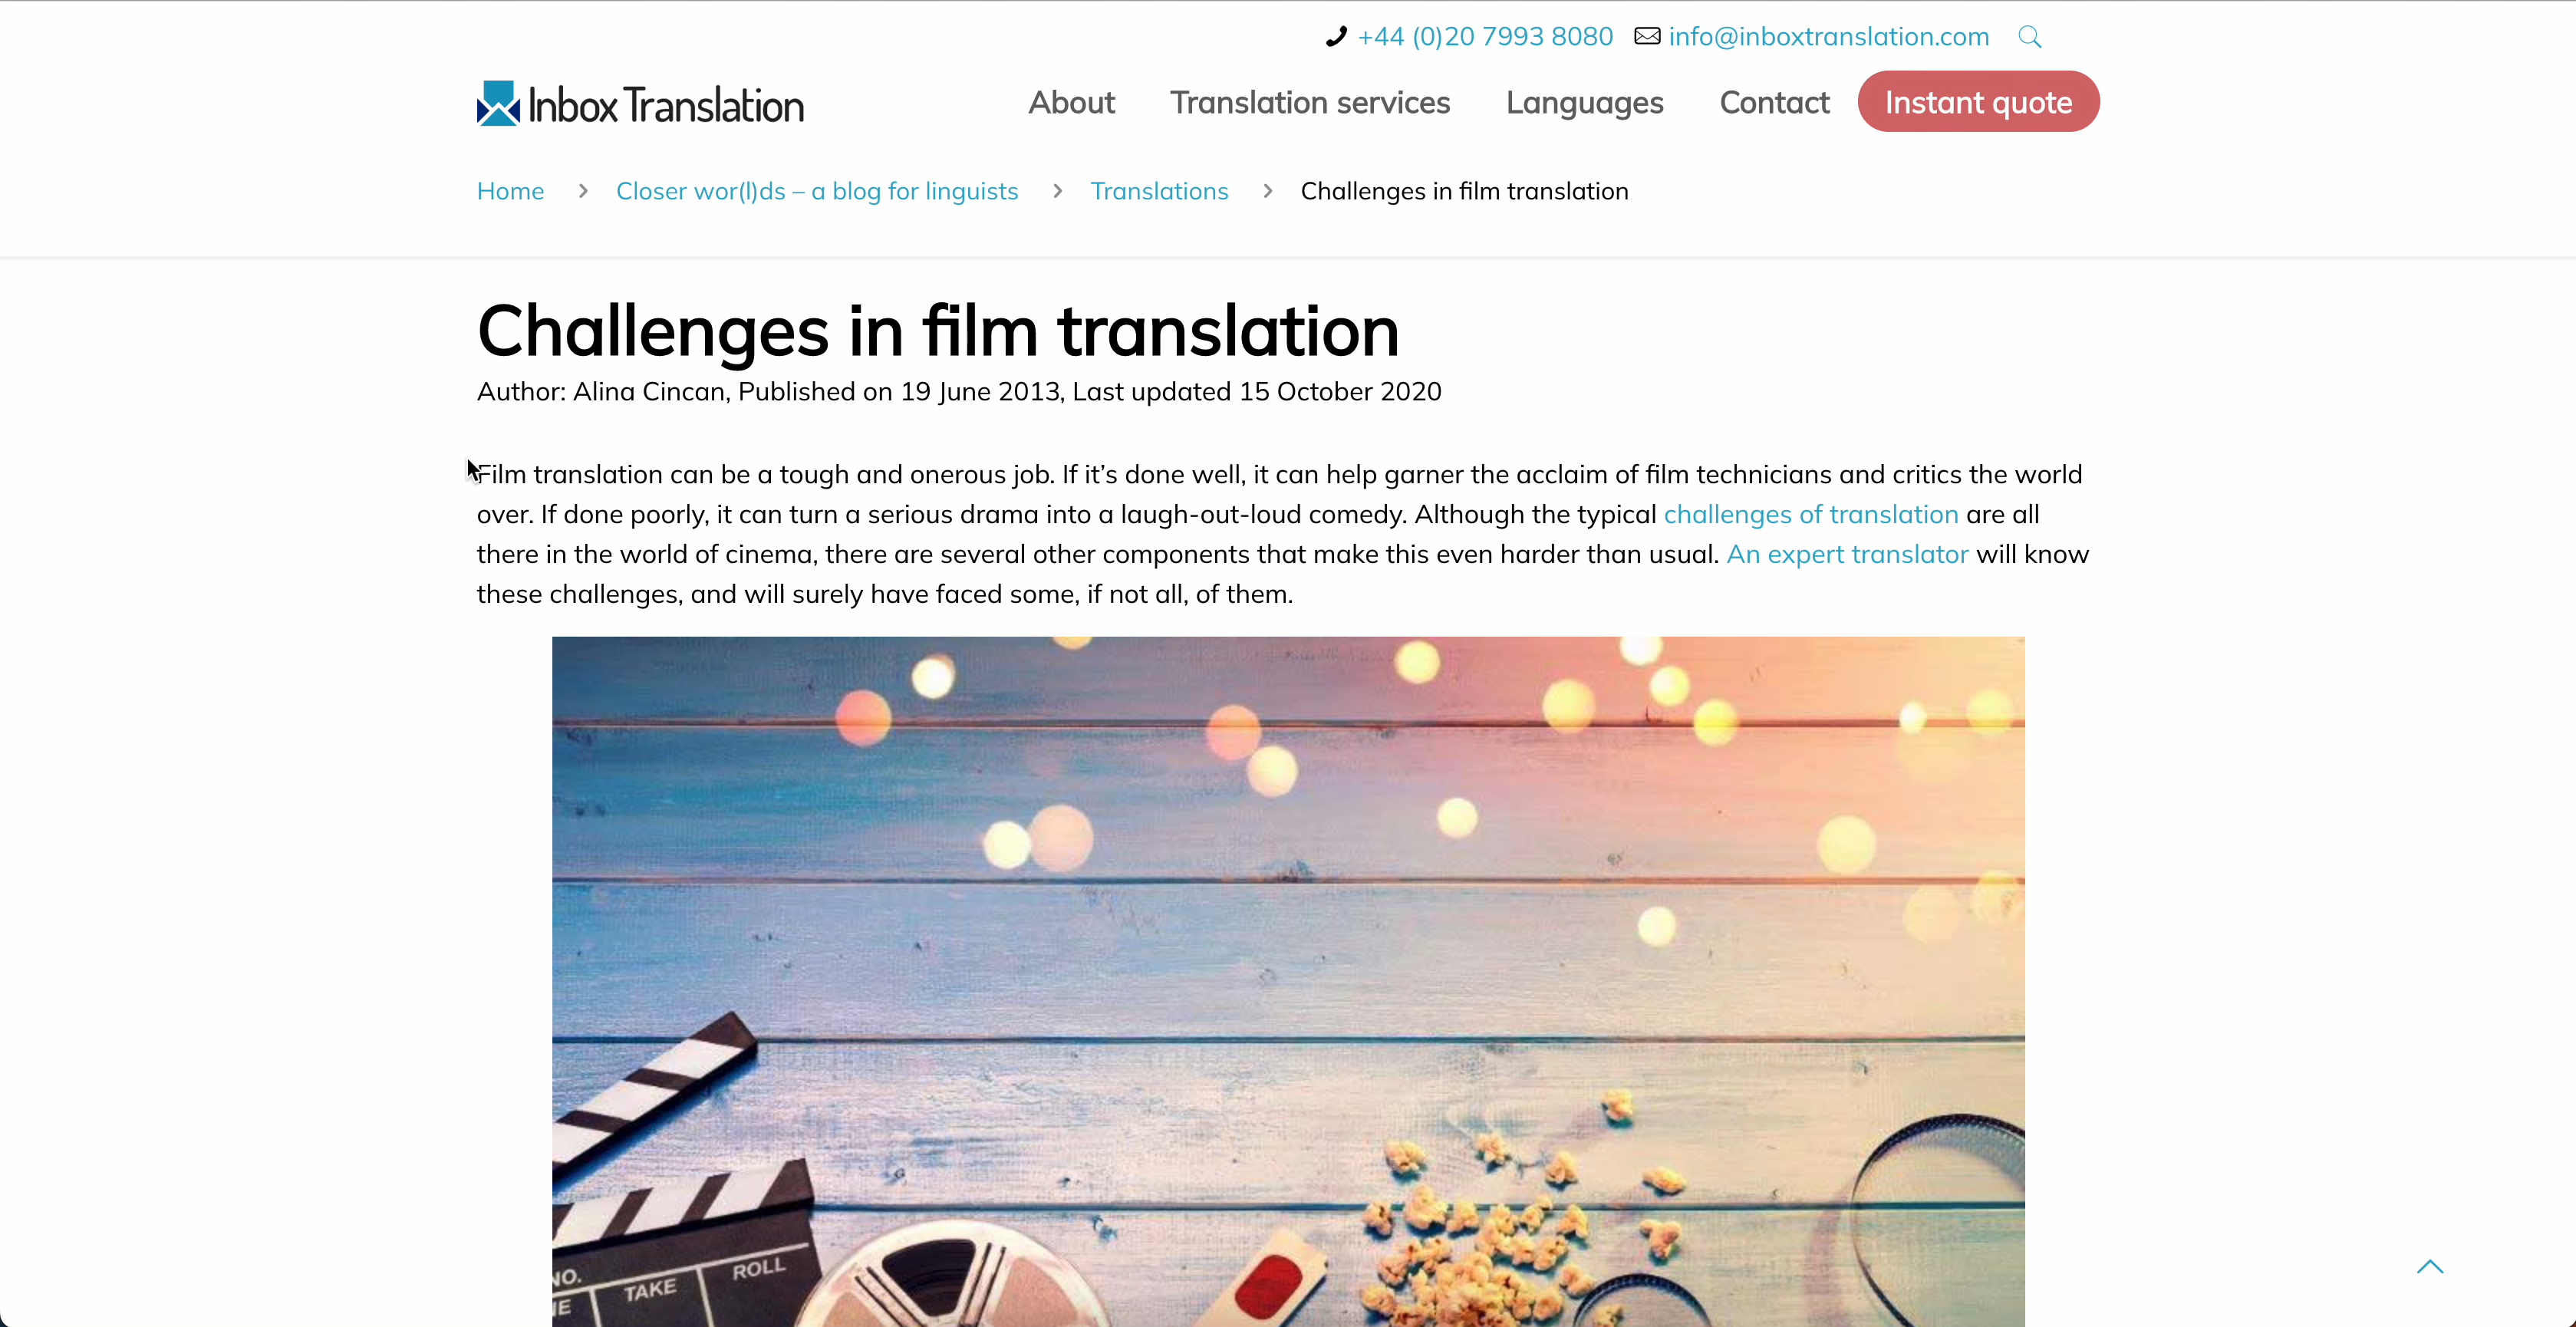 +44 (0)20 7993 8080 info@inboxtranslation.com
Inbox Translation
About Translation services Languages Contact Instant quote
Home > Closer wor(l)ds – a blog for linguists > Translations > Challenges in film translation
Challenges in film translation
Author: Alina Cincan, Published on 19 June 2013, Last updated 15 October 2020
Film translation can be a tough and onerous job. If it’s done well, it can help garner the acclaim of film technicians and critics the world
over. If done poorly, it can turn a serious drama into a laugh-out-loud comedy. Although the typical challenges of translation are all
there in the world of cinema, there are several other components that make this even harder than usual. An expert translator will know
these challenges, and will surely have faced some, if not all, of them.
NO.
TAKE ROLL